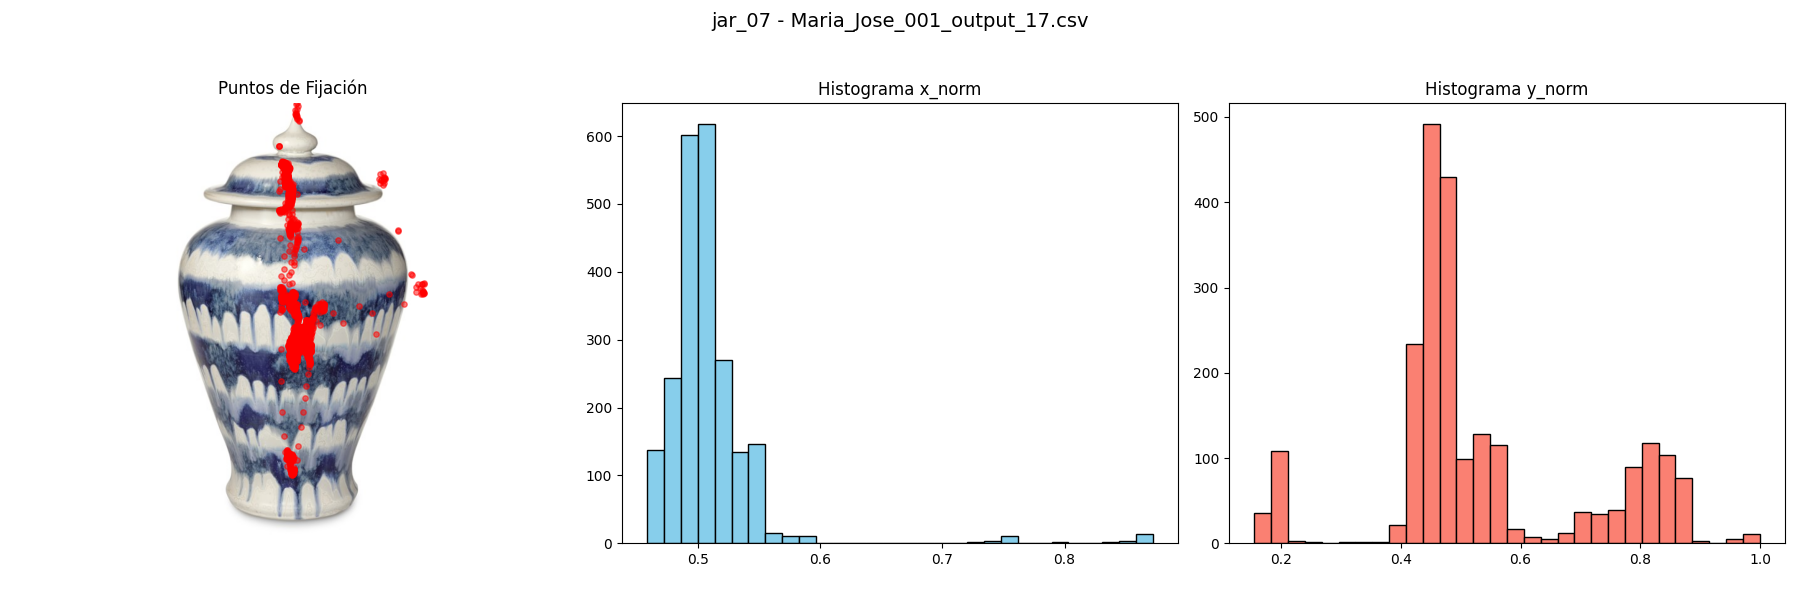 jar_07 - Maria_Jose_001_output_17.csv
Puntos de Fijación
Histograma x_norm
Histograma y_norm
600
500
400
300
200
100
0
0.5 0.6 0.7 0.8
500
400
300
200
100
0
0.2 0.4 0.6 0.8 1.0